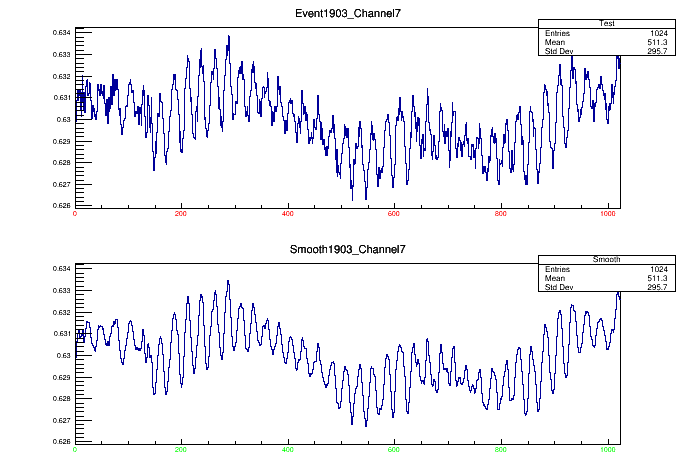 Event1903_Channel7
Test
Entries 1024
Mean 511.3
Std Dev 295.7
0.634
0.633
0.632
0.631
0.63
0.629
0.628
0.627
0.626
0 200 400 600 800 1000
Smooth1903_Channel7
Smooth
Entries 1024
Mean 511.3
Std Dev 295.7
0.634
0.633
0.632
0.631
0.63
0.629
0.628
0.627
0.626
0 200 400 600 800 1000